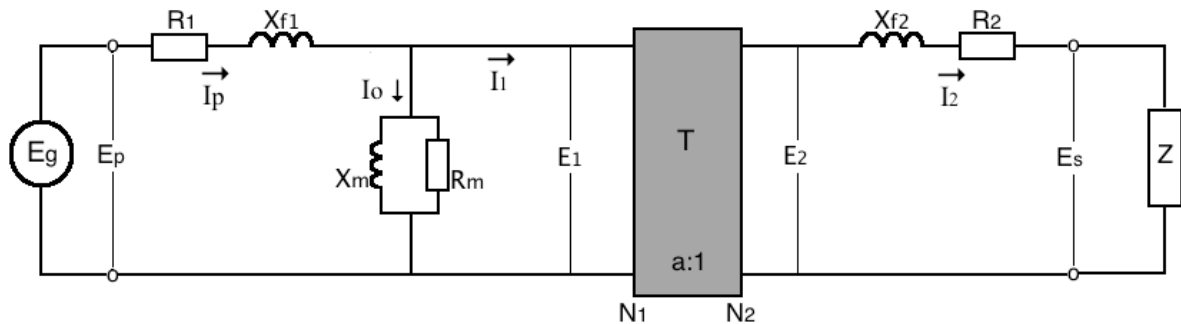 R1 Xf1 Xf2 R2
Ip Io I1 I2
Eg Ep E1 T E2 Es Z
Xm Rm
a:1
N1 N2